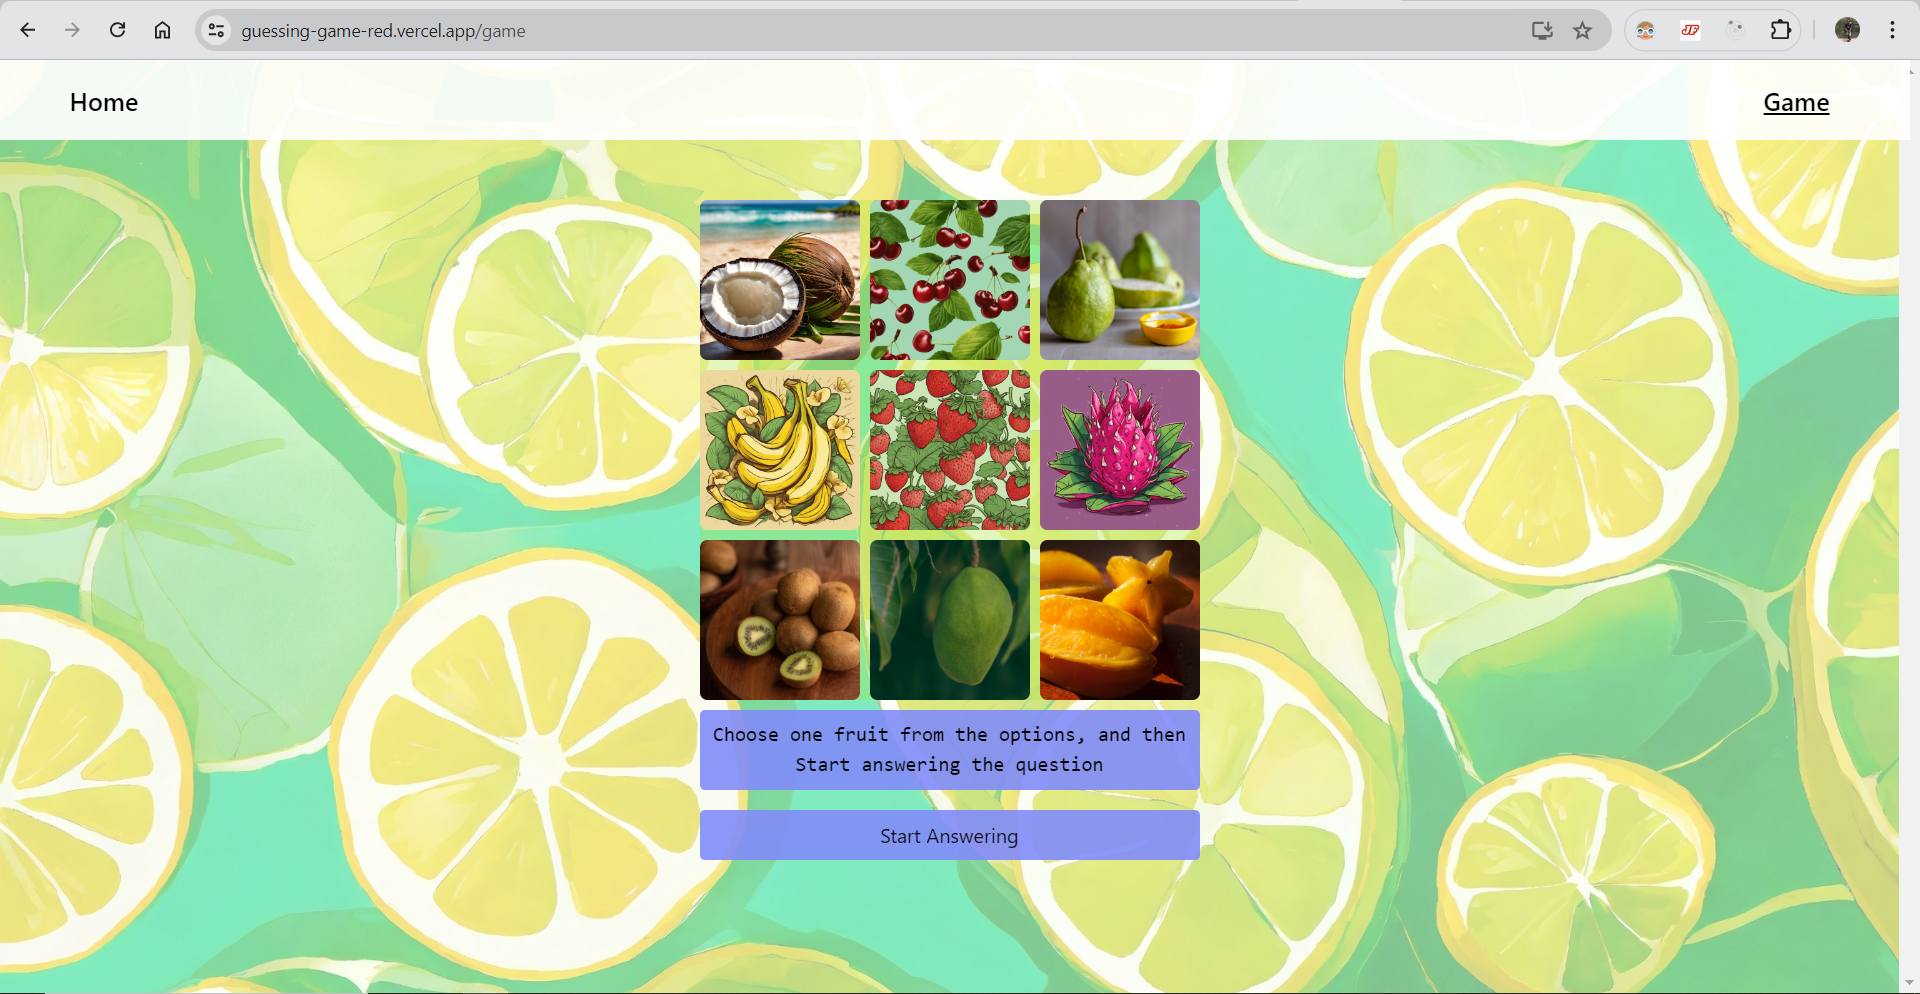 guessing-game-red.vercel.app/game
Home
Game
Choose one fruit from the options, and then
Start answering the question
Start Answering